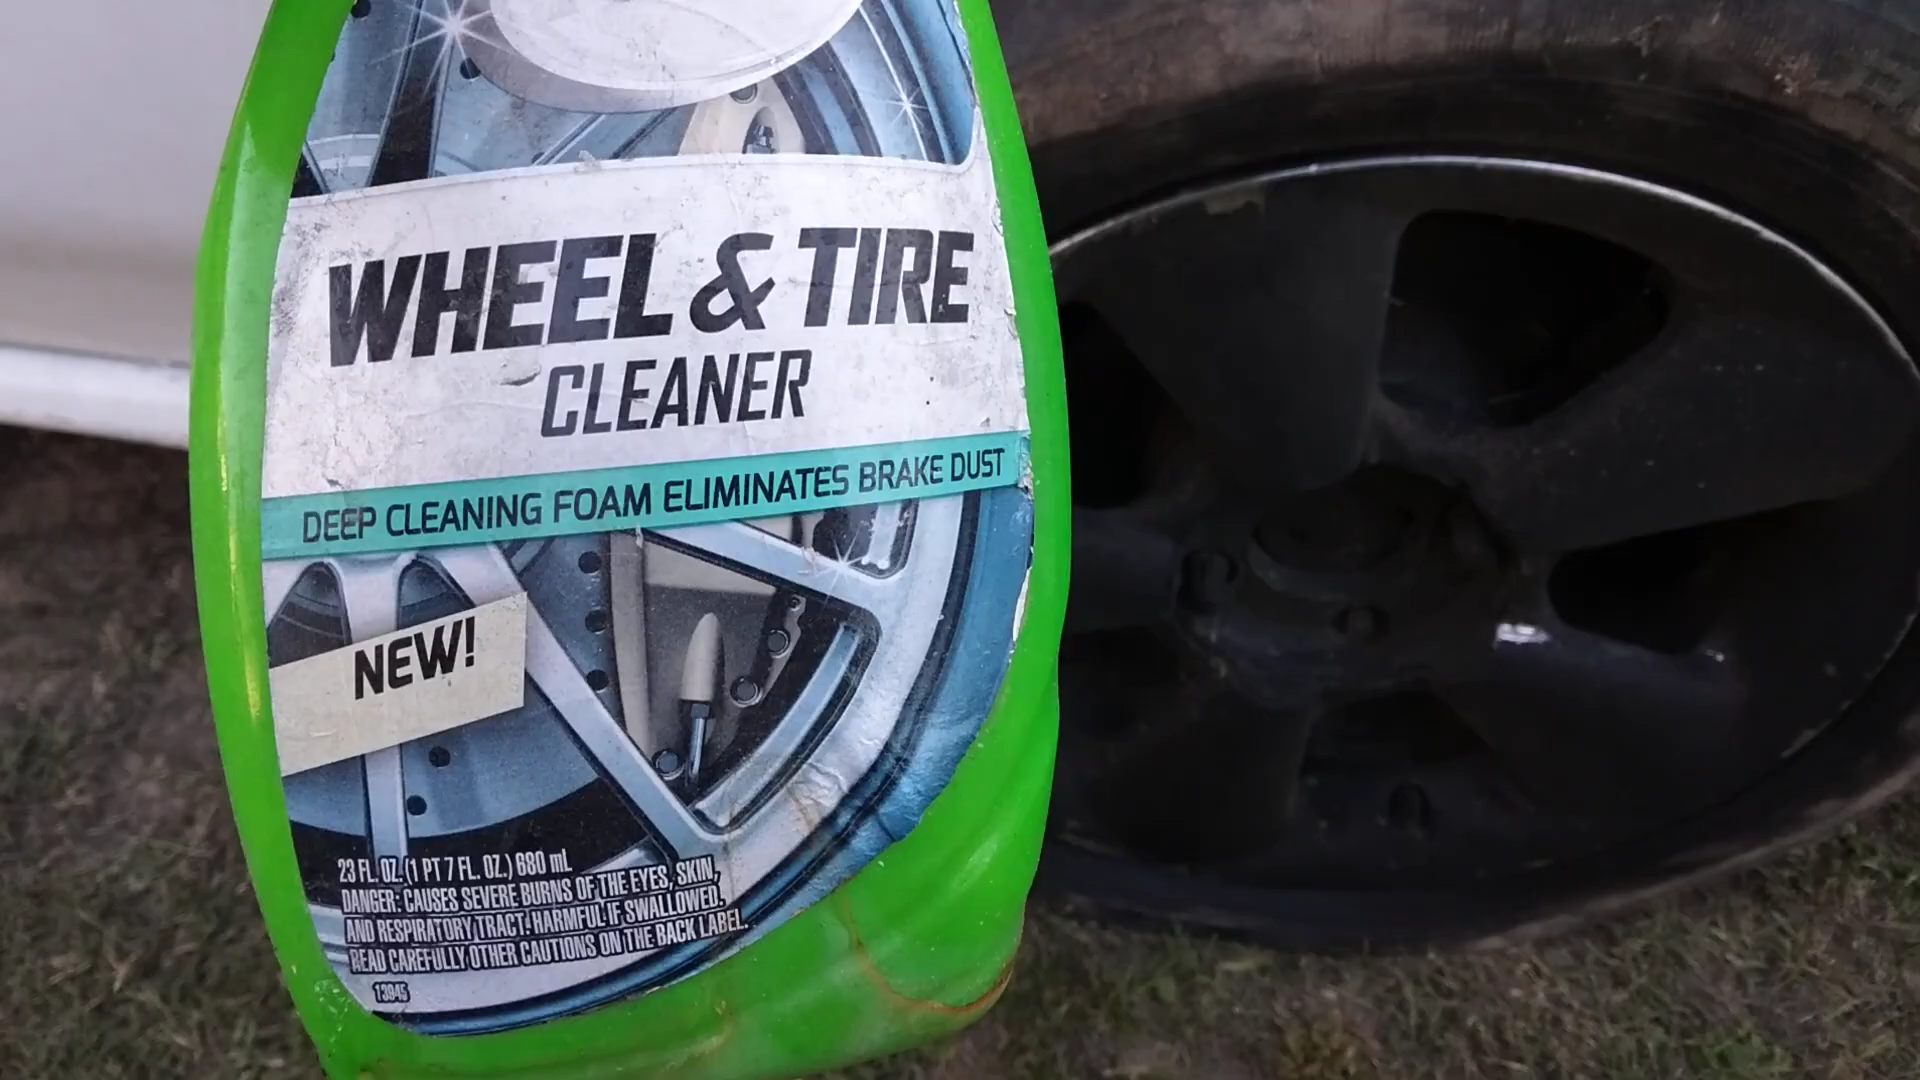 WHEEL & TIRE
CLEANER
DEEP CLEANING FOAM ELIMINATES BRAKE DUST
NEW!
23 FL. OZ. (1 PT 7 FL. OZ.) 680 mL
DANGER: CAUSES SEVERE BURNS OF THE EYES, SKIN,
AND RESPIRATORY TRACT. HARMFUL IF SWALLOWED.
READ CAREFULLY OTHER CAUTIONS ON THE BACK LABEL.
13945